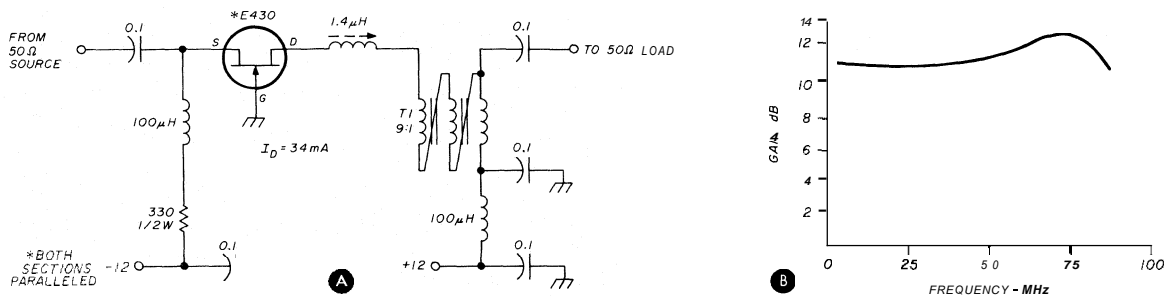 *E430
0.1
1.4µH
0.1
FROM
50Ω
SOURCE
S
D
G
TO 50Ω LOAD
100µH
T1
9:1
I_D = 34mA
0.1
330
1/2W
100µH
*BOTH
SECTIONS
PARALLELED
-12
0.1
+12
0.1
A
14
12
10
8
6
4
2
GAIN, dB
0
25
50
75
100
FREQUENCY - MHz
B